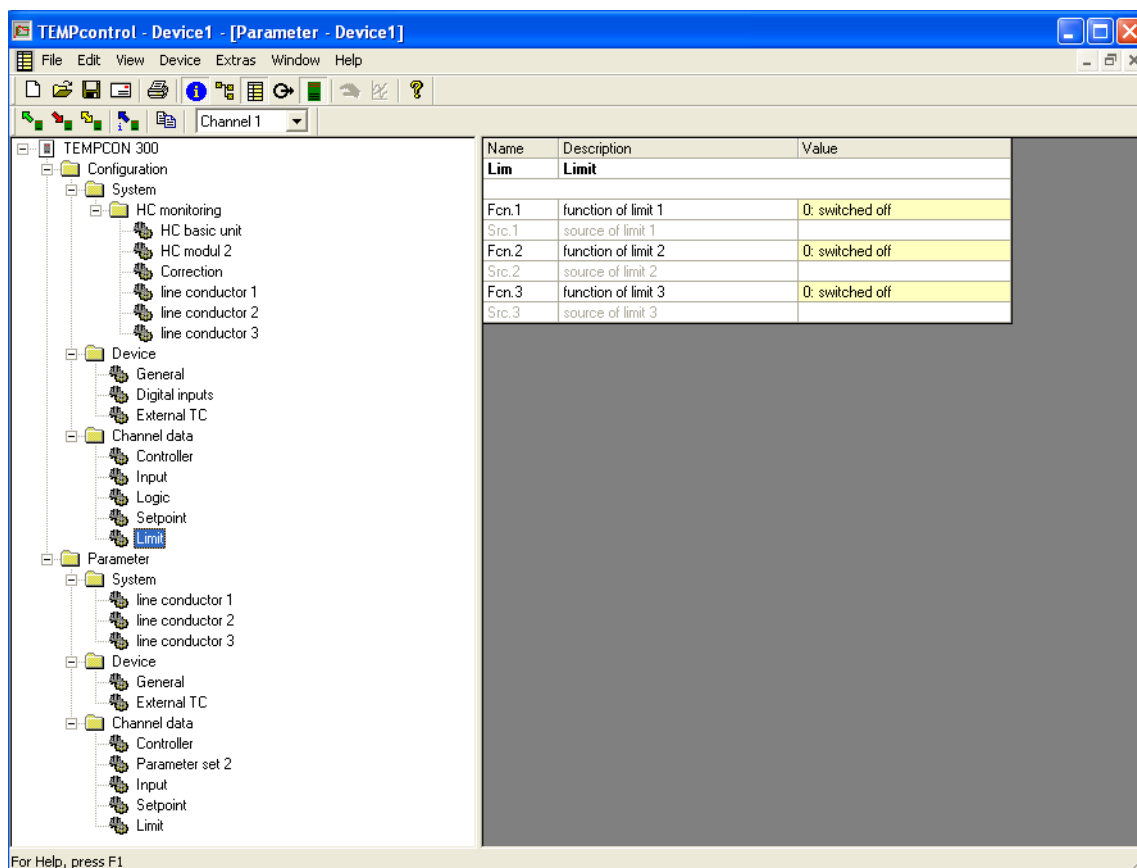 TEMPcontrol - Device1 - [Parameter - Device1]
File Edit View Device Extras Window Help
Channel 1
TEMPCON 300
Configuration
System
HC monitoring
HC basic unit
HC modul 2
Correction
line conductor 1
line conductor 2
line conductor 3
Device
General
Digital inputs
External TC
Channel data
Controller
Input
Logic
Setpoint
Limit
Parameter
System
line conductor 1
line conductor 2
line conductor 3
Device
General
External TC
Channel data
Controller
Parameter set 2
Input
Setpoint
Limit
Name Description Value
Lim Limit
Fcn.1 function of limit 1 0: switched off
Src.1 source of limit 1
Fcn.2 function of limit 2 0: switched off
Src.2 source of limit 2
Fcn.3 function of limit 3 0: switched off
Src.3 source of limit 3
For Help, press F1